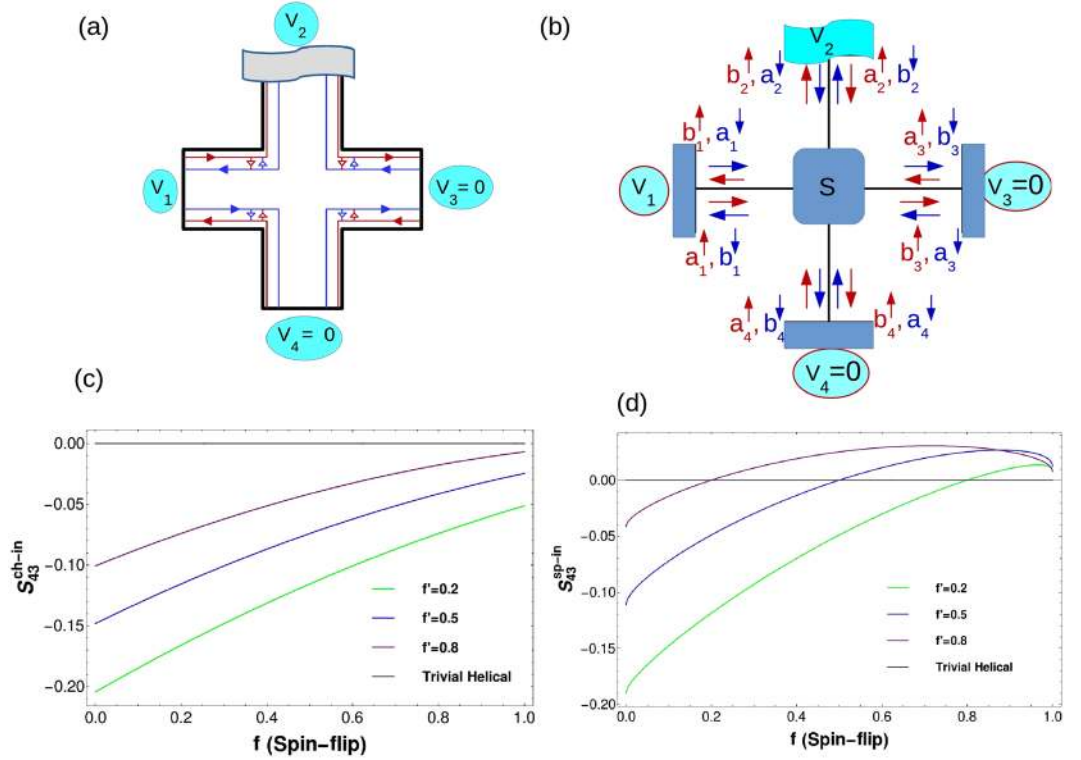 (a)
V2
V1
V3= 0
V4= 0
(b)
V2
b2↑, a2↓
a2↑, b2↓
b1↑, a1↓
a3↑, b3↓
V1
S
V3=0
a1↑, b1↓
b3↑, a3↓
a4↑, b4↓
b4↑, a4↓
V4=0
(c)
0.00
-0.05
-0.10
-0.15
-0.20
S43^ch-in
f'=0.2
f'=0.5
f'=0.8
Trivial Helical
0.0 0.2 0.4 0.6 0.8 1.0
f (Spin-flip)
(d)
0.00
-0.05
-0.10
-0.15
-0.20
S43^sp-in
f'=0.2
f'=0.5
f'=0.8
Trivial Helical
0.0 0.2 0.4 0.6 0.8 1.0
f (Spin-flip)